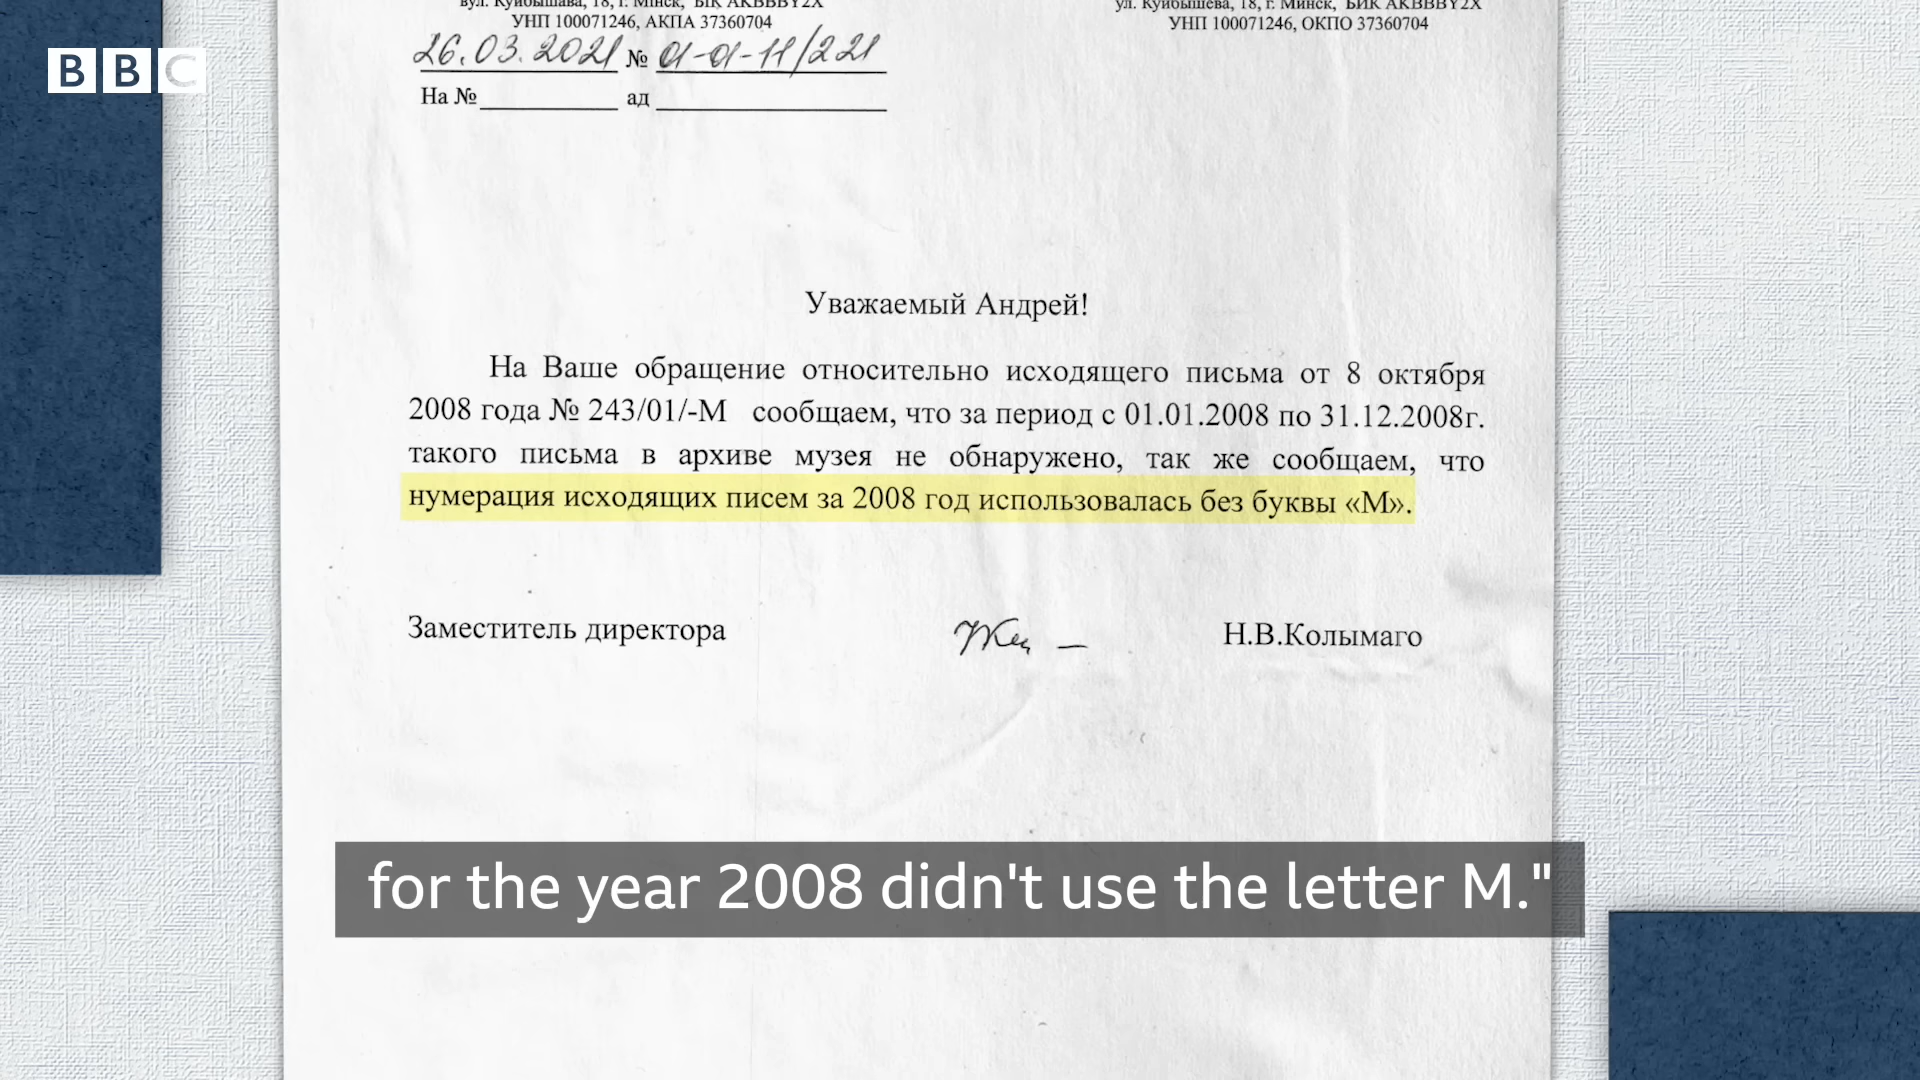 BBC
вул. Куйбышава, 18, г. Мінск, БІК AKBBBY2X
УНП 100071246, АКПА 37360704
ул. Куйбышева, 18, г. Минск, БИК AKBBBY2X
УНП 100071246, ОКПО 37360704
26.03.2021 № 01-01-11/221
На № ад
Уважаемый Андрей!
На Ваше обращение относительно исходящего письма от 8 октября
2008 года № 243/01/-М сообщаем, что за период с 01.01.2008 по 31.12.2008г.
такого письма в архиве музея не обнаружено, так же сообщаем, что
нумерация исходящих писем за 2008 год использовалась без буквы «М».
Заместитель директора Н.В.Колымаго
for the year 2008 didn't use the letter M."